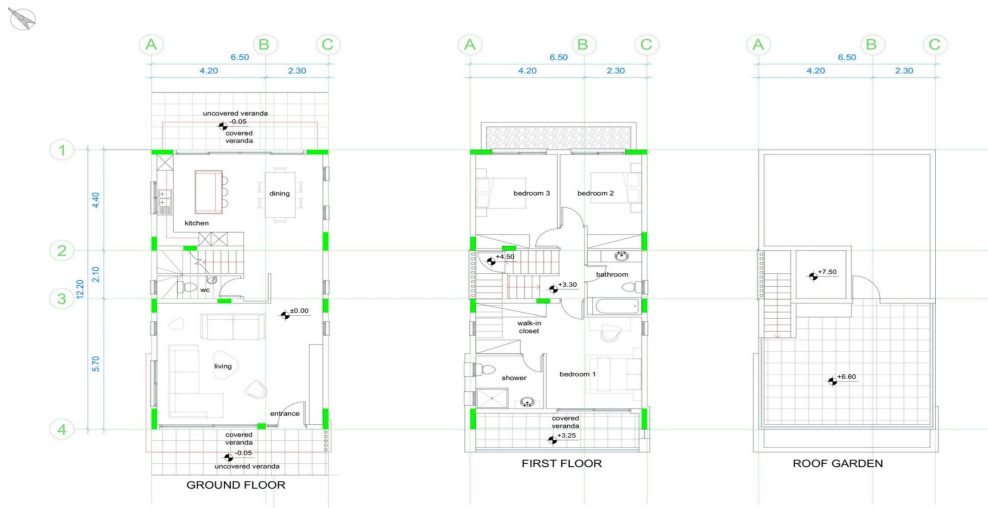 A B C A B C A B C
6.50 6.50 6.50
4.20 2.30 4.20 2.30 4.20 2.30
uncovered veranda
-0.05
covered
veranda
1
4.40
dining
kitchen
bedroom 3
bedroom 2
2
2.10
12.20
wc
+4.50
+3.30
bathroom
+7.50
3
±0.00
5.70
living
entrance
walk-in
closet
shower
bedroom 1
+6.60
4
covered
veranda
-0.05
uncovered veranda
covered
veranda
+3.25
GROUND FLOOR
FIRST FLOOR
ROOF GARDEN